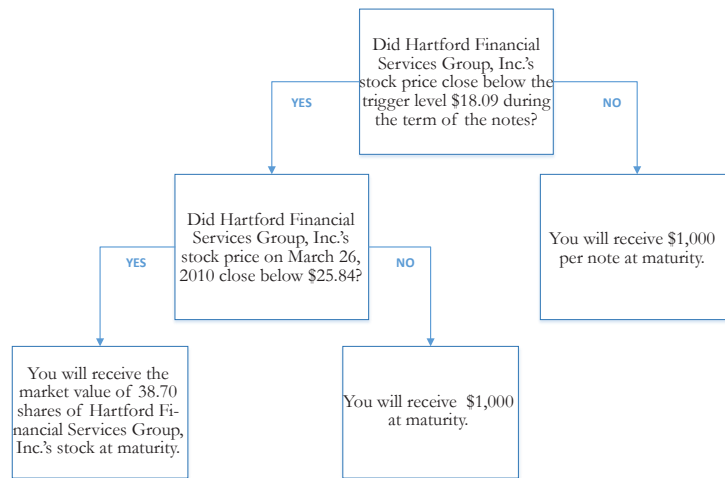 Did Hartford Financial
Services Group, Inc.'s
stock price close below the
trigger level $18.09 during
the term of the notes?
YES
NO
Did Hartford Financial
Services Group, Inc.'s
stock price on March 26,
2010 close below $25.84?
You will receive $1,000
per note at maturity.
YES
NO
You will receive the
market value of 38.70
shares of Hartford Fi-
nancial Services Group,
Inc.'s stock at maturity.
You will receive $1,000
at maturity.